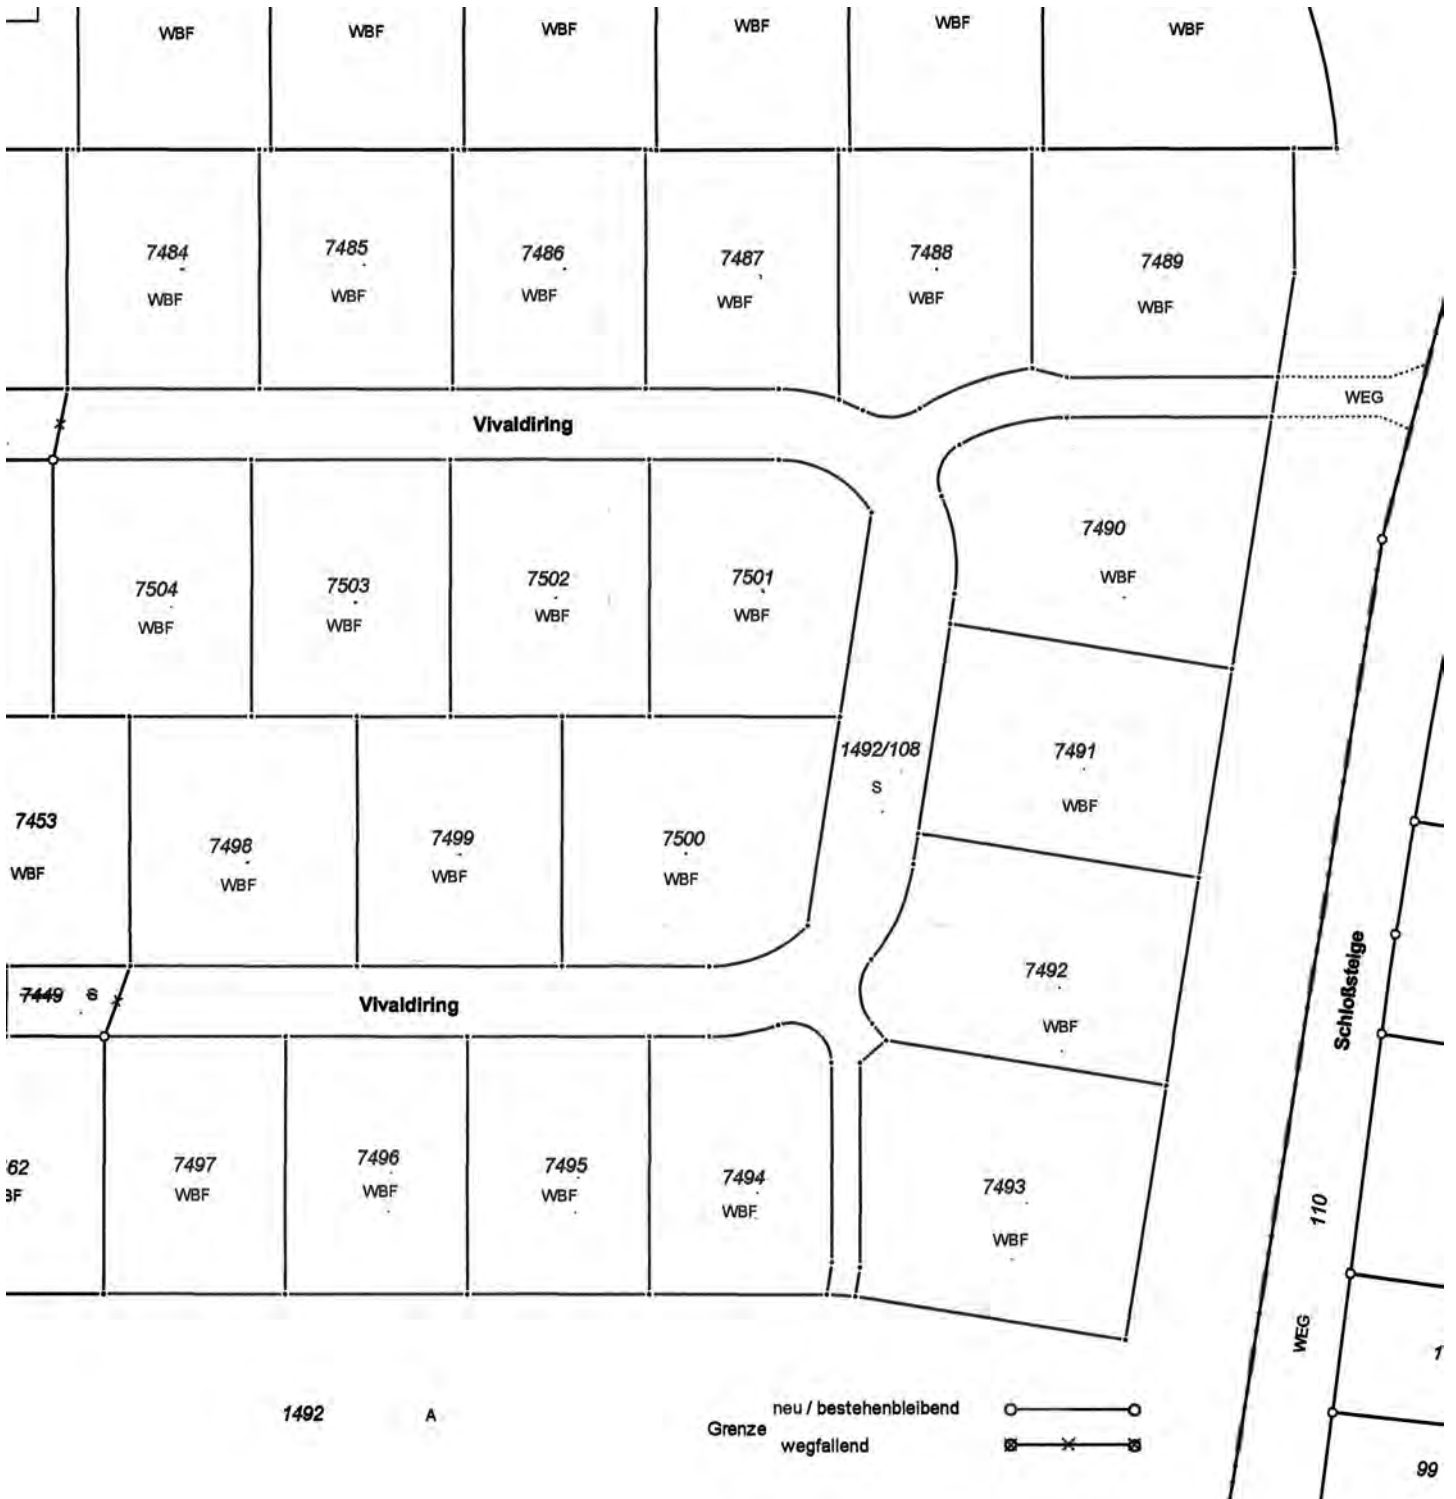 WBF WBF WBF WBF WBF WBF
7484 7485 7486 7487 7488 7489
WBF WBF WBF WBF WBF WBF
WEG
Vivaldiring
7490
WBF
7504 7503 7502 7501
WBF WBF WBF WBF
1492/108
S
7491
WBF
7453 7498 7499 7500
WBF WBF WBF WBF
7492
WBF
7449 S
Vivaldiring
Schloßsteige
62 7497 7496 7495 7494 7493
BF WBF WBF WBF WBF WBF
110
WEG
1
1492 A
Grenze
neu / bestehenbleibend
wegfallend
99